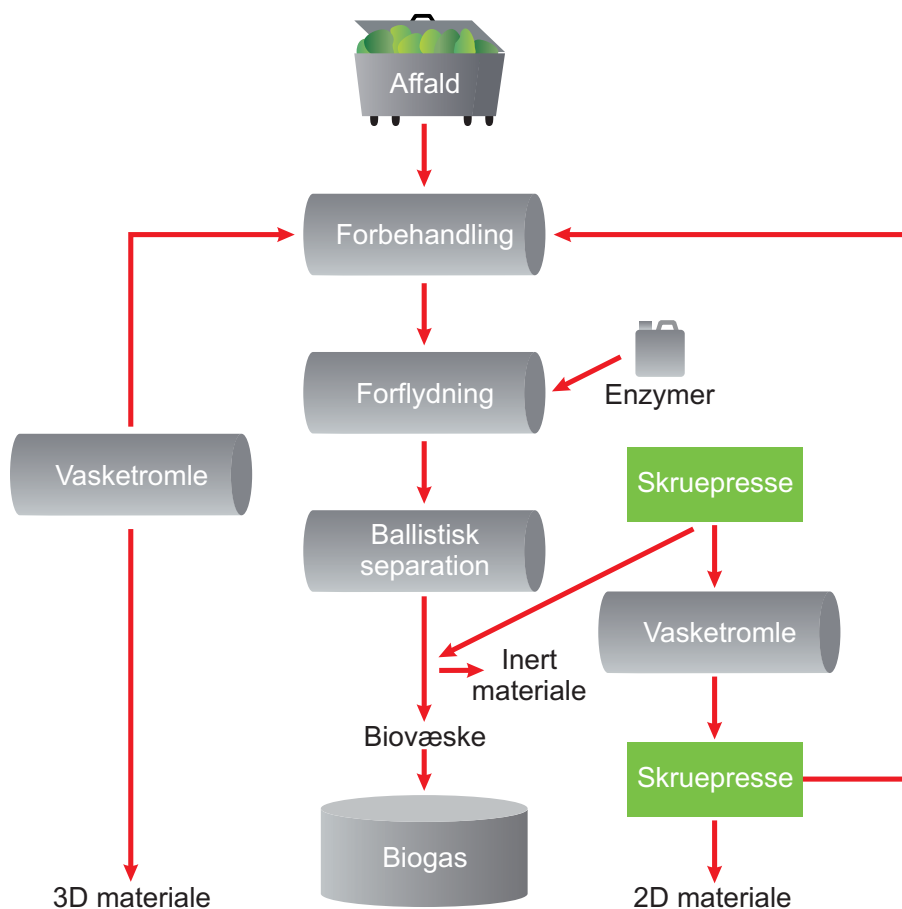 Affald
Forbehandling
Forflydning
Enzymer
Vasketromle
Skruepresse
Ballistisk
separation
Vasketromle
Inert
materiale
Biovæske
Skruepresse
Biogas
3D materiale
2D materiale